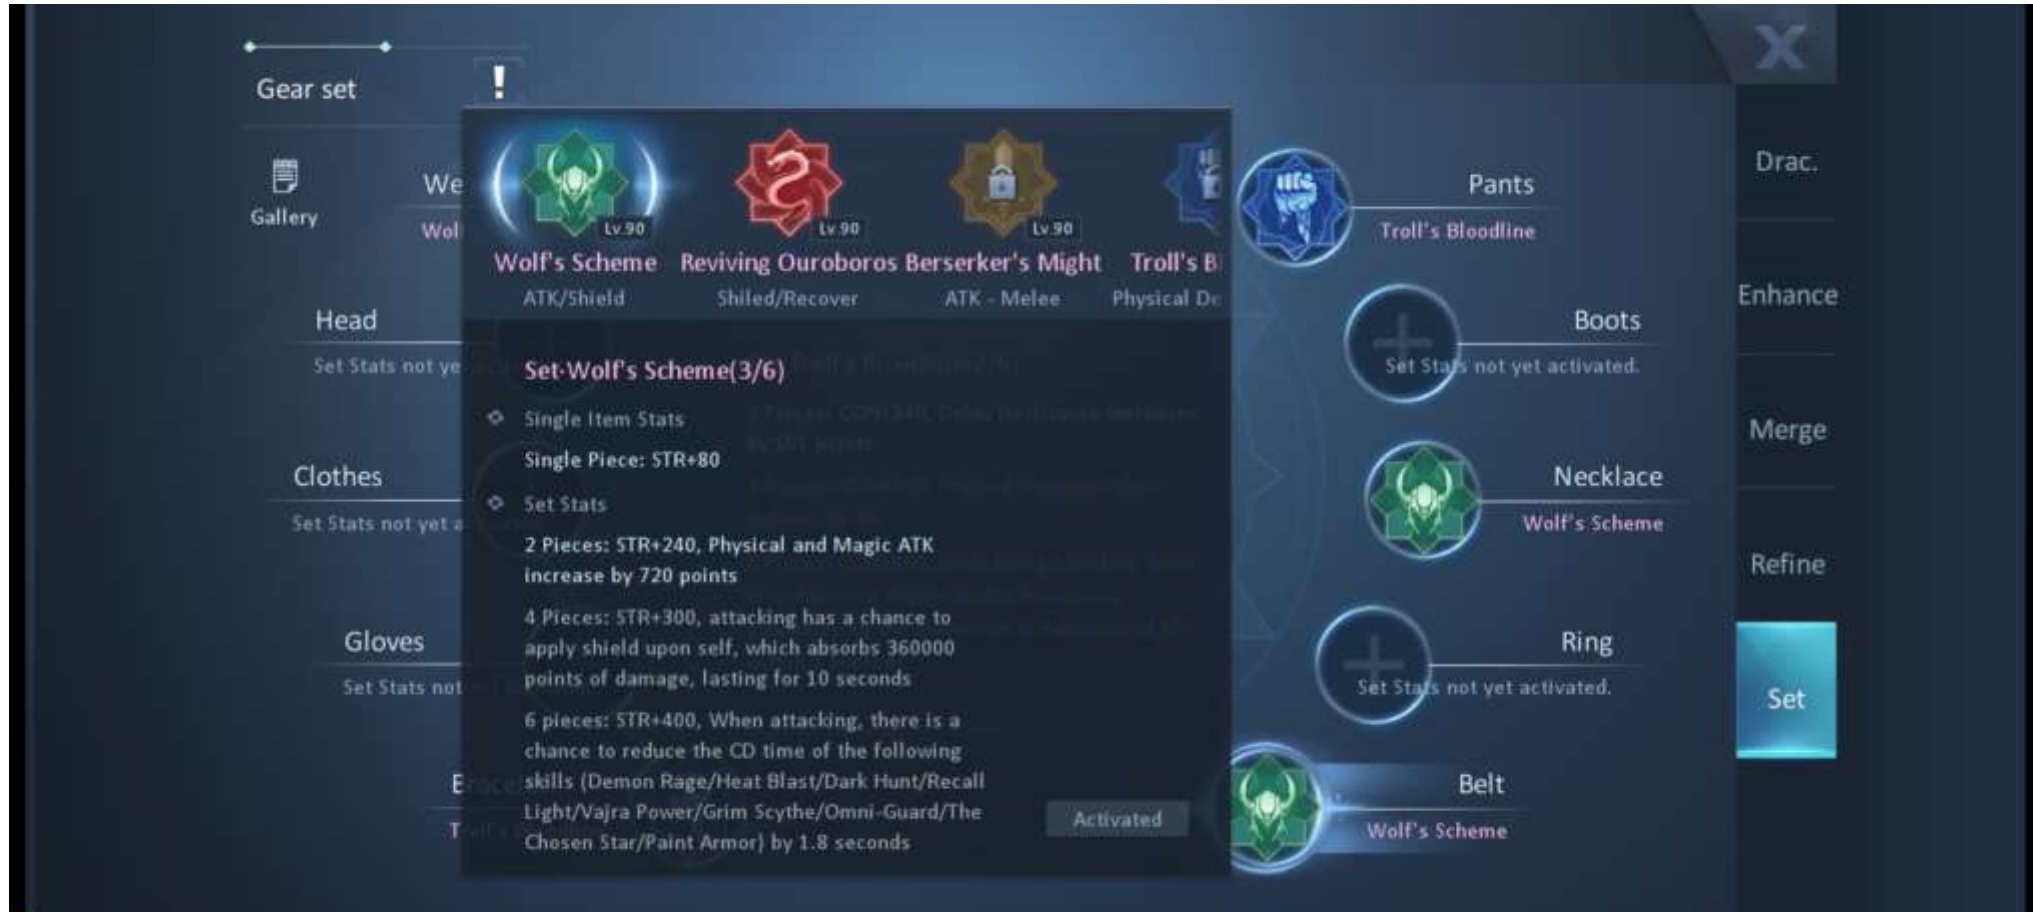 Gear set
!
X
Gallery
We
Wol
Head
Set Stats not ye
Clothes
Set Stats not yet a
Gloves
Set Stats not
Lv.90
Lv.90
Lv.90
Wolf's Scheme
Reviving Ouroboros
Berserker's Might
Troll's B
ATK/Shield
Shiled/Recover
ATK - Melee
Physical De
Set·Wolf's Scheme(3/6)
Single Item Stats
Single Piece: STR+80
Set Stats
2 Pieces: STR+240, Physical and Magic ATK
increase by 720 points
4 Pieces: STR+300, attacking has a chance to
apply shield upon self, which absorbs 360000
points of damage, lasting for 10 seconds
6 pieces: STR+400, When attacking, there is a
chance to reduce the CD time of the following
skills (Demon Rage/Heat Blast/Dark Hunt/Recall
Light/Vajra Power/Grim Scythe/Omni-Guard/The
Chosen Star/Paint Armor) by 1.8 seconds
Activated
Pants
Troll's Bloodline
Boots
Set Stats not yet activated.
Necklace
Wolf's Scheme
Ring
Set Stats not yet activated.
Belt
Wolf's Scheme
Drac.
Enhance
Merge
Refine
Set